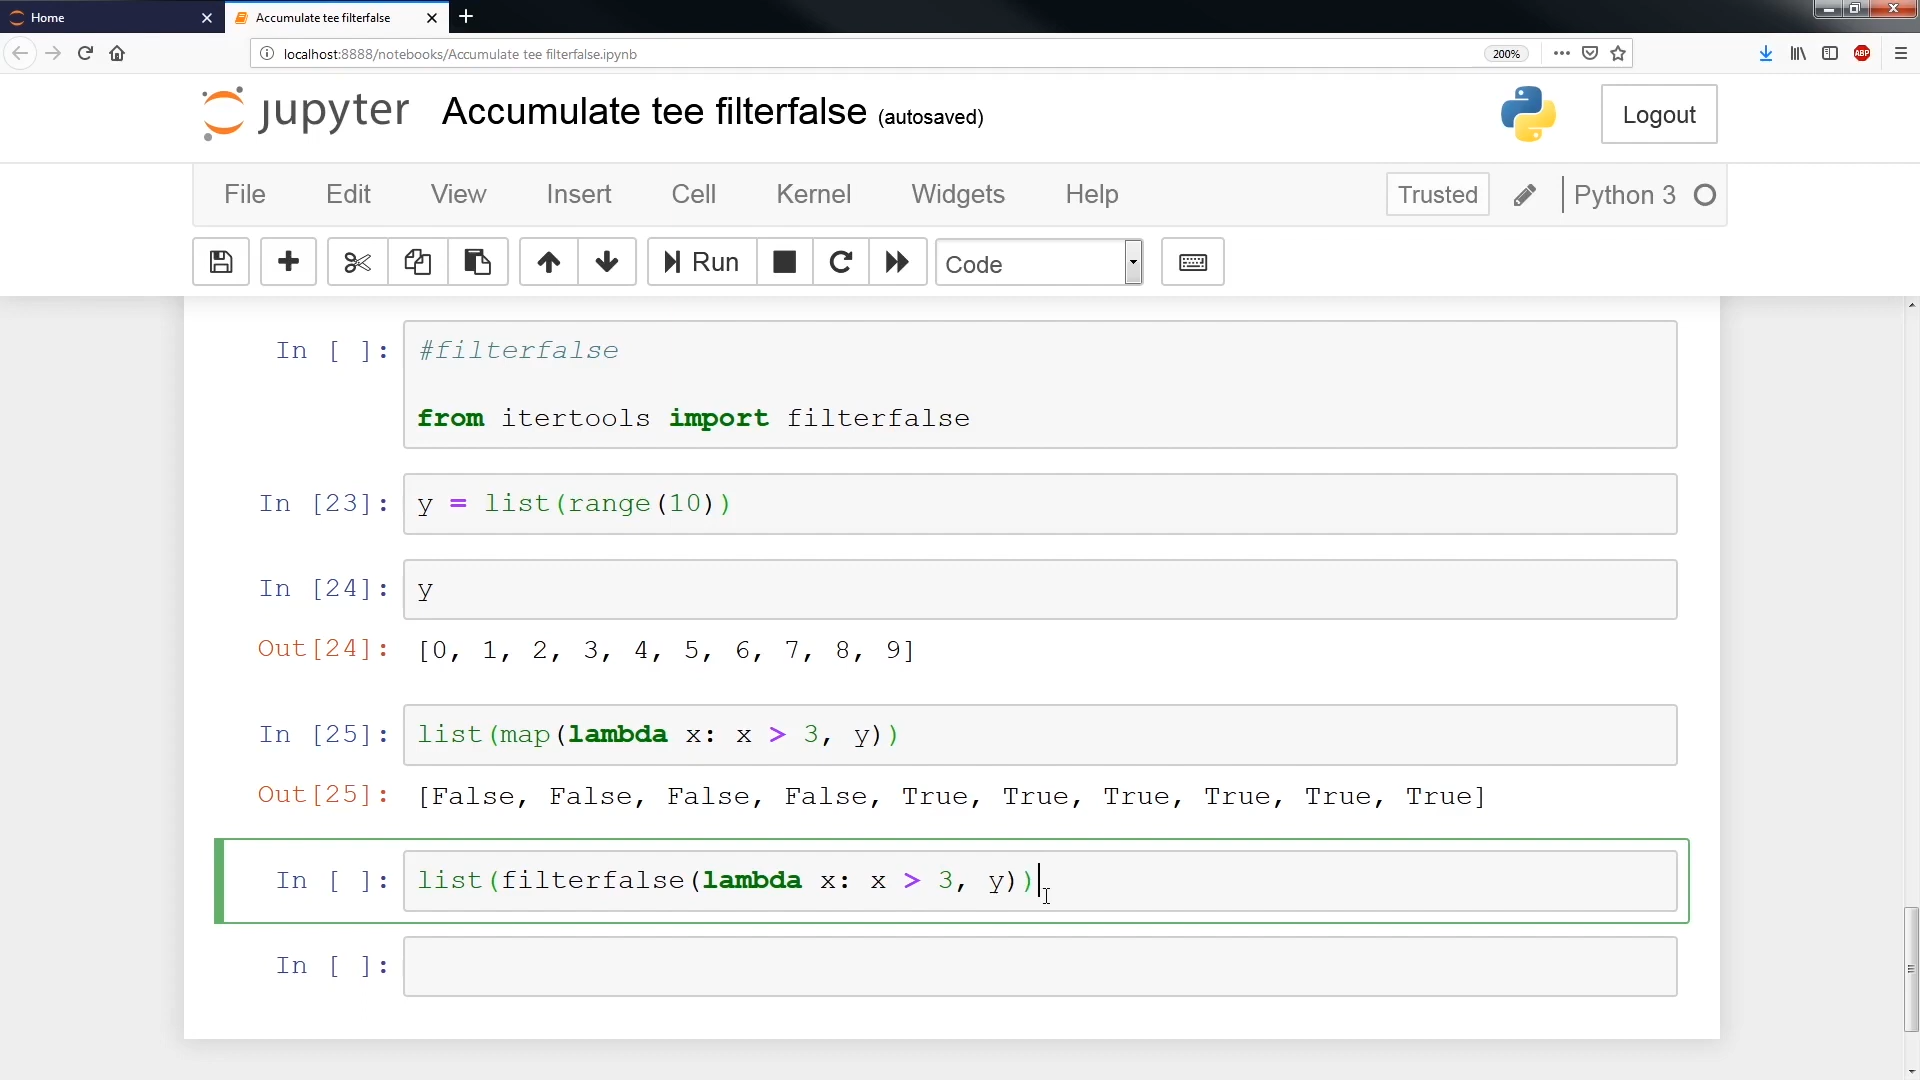 Home
Accumulate tee filterfalse
localhost:8888/notebooks/Accumulate tee filterfalse.ipynb
200%
ABP
jupyter Accumulate tee filterfalse (autosaved)
Logout
File Edit View Insert Cell Kernel Widgets Help Trusted Python 3
Run Code
In [ ]: #filterfalse
from itertools import filterfalse
In [23]: y = list(range(10))
In [24]: y
Out[24]: [0, 1, 2, 3, 4, 5, 6, 7, 8, 9]
In [25]: list(map(lambda x: x > 3, y))
Out[25]: [False, False, False, False, True, True, True, True, True, True]
In [ ]: list(filterfalse(lambda x: x > 3, y))
In [ ]: